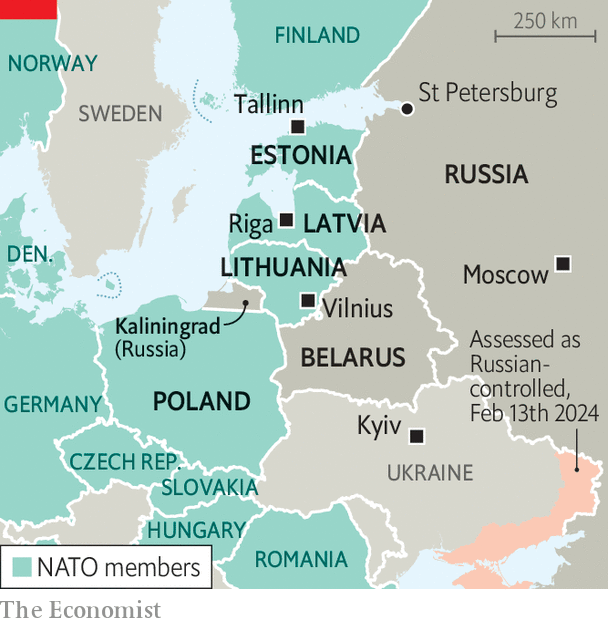 250 km
FINLAND
NORWAY
SWEDEN
Tallinn
St Petersburg
ESTONIA
RUSSIA
Riga
LATVIA
DEN.
LITHUANIA
Moscow
Vilnius
Kaliningrad
(Russia)
BELARUS
Assessed as
Russian-
controlled,
Feb 13th 2024
GERMANY
POLAND
Kyiv
CZECH REP.
UKRAINE
SLOVAKIA
HUNGARY
ROMANIA
NATO members
The Economist